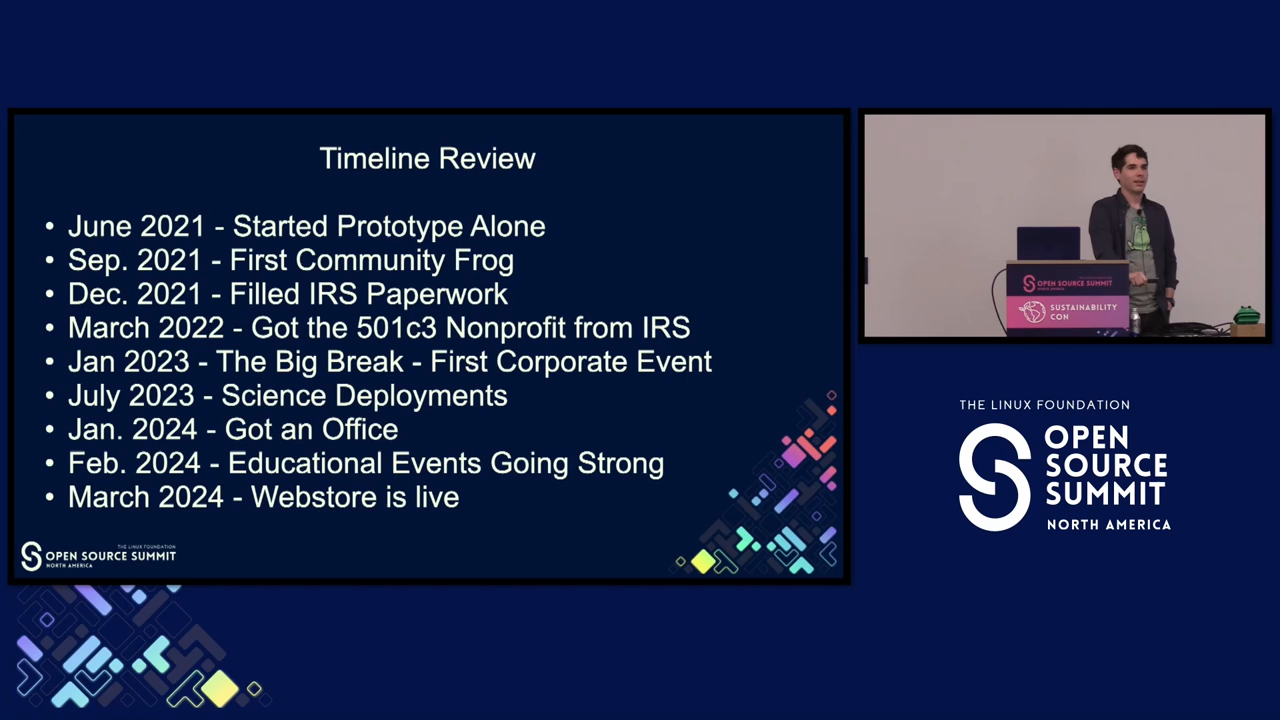 Timeline Review
• June 2021 - Started Prototype Alone
• Sep. 2021 - First Community Frog
• Dec. 2021 - Filled IRS Paperwork
• March 2022 - Got the 501c3 Nonprofit from IRS
• Jan 2023 - The Big Break - First Corporate Event
• July 2023 - Science Deployments
• Jan. 2024 - Got an Office
• Feb. 2024 - Educational Events Going Strong
• March 2024 - Webstore is live
THE LINUX FOUNDATION
OPEN SOURCE SUMMIT
NORTH AMERICA
OPEN SOURCE SUMMIT
NORTH AMERICA
SUSTAINABILITY
CON
THE LINUX FOUNDATION
OPEN
SOURCE
SUMMIT
NORTH AMERICA